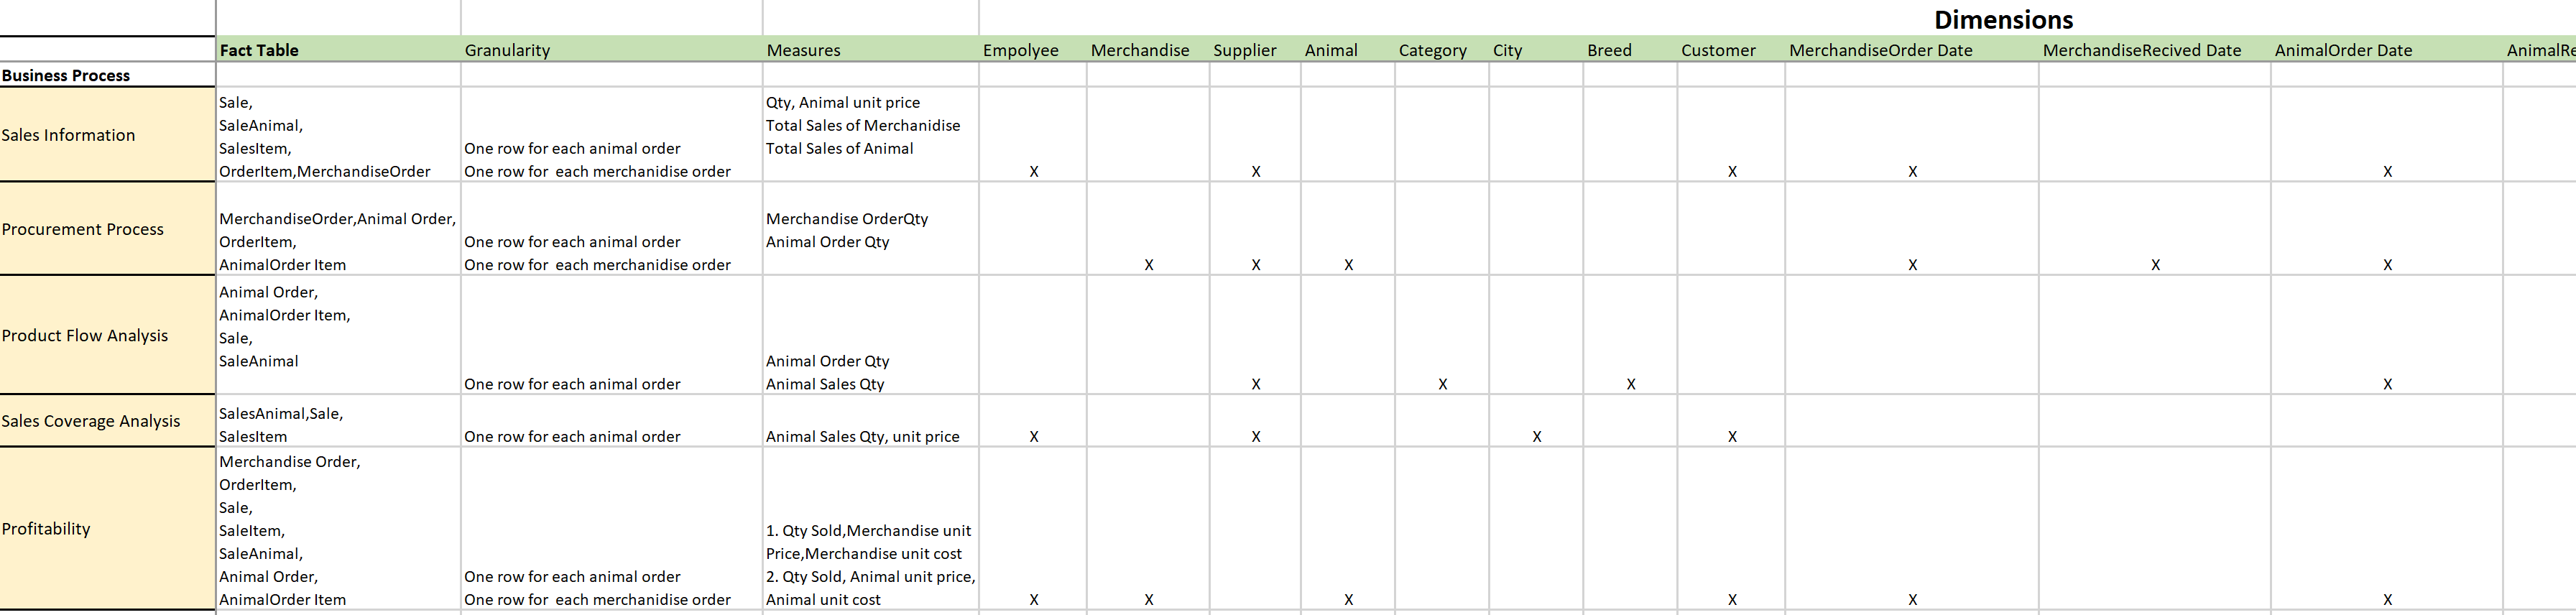 Dimensions
Fact Table Granularity Measures Empolyee Merchandise Supplier Animal Category City Breed Customer MerchandiseOrder Date MerchandiseRecived Date AnimalOrder Date AnimalRe
Business Process
Sales Information
Sale,
SaleAnimal,
SalesItem,
OrderItem,MerchandiseOrder
One row for each animal order
One row for each merchanidise order
Qty, Animal unit price
Total Sales of Merchanidise
Total Sales of Animal
X X X X X
Procurement Process
MerchandiseOrder,Animal Order,
OrderItem,
AnimalOrder Item
One row for each animal order
One row for each merchanidise order
Merchandise OrderQty
Animal Order Qty
X X X X X X
Product Flow Analysis
Animal Order,
AnimalOrder Item,
Sale,
SaleAnimal
One row for each animal order
Animal Order Qty
Animal Sales Qty
X X X X
Sales Coverage Analysis
SalesAnimal,Sale,
SalesItem
One row for each animal order
Animal Sales Qty, unit price
X X X X
Profitability
Merchandise Order,
OrderItem,
Sale,
SaleItem,
SaleAnimal,
Animal Order,
AnimalOrder Item
One row for each animal order
One row for each merchanidise order
1. Qty Sold,Merchandise unit
Price,Merchandise unit cost
2. Qty Sold, Animal unit price,
Animal unit cost
X X X X X X